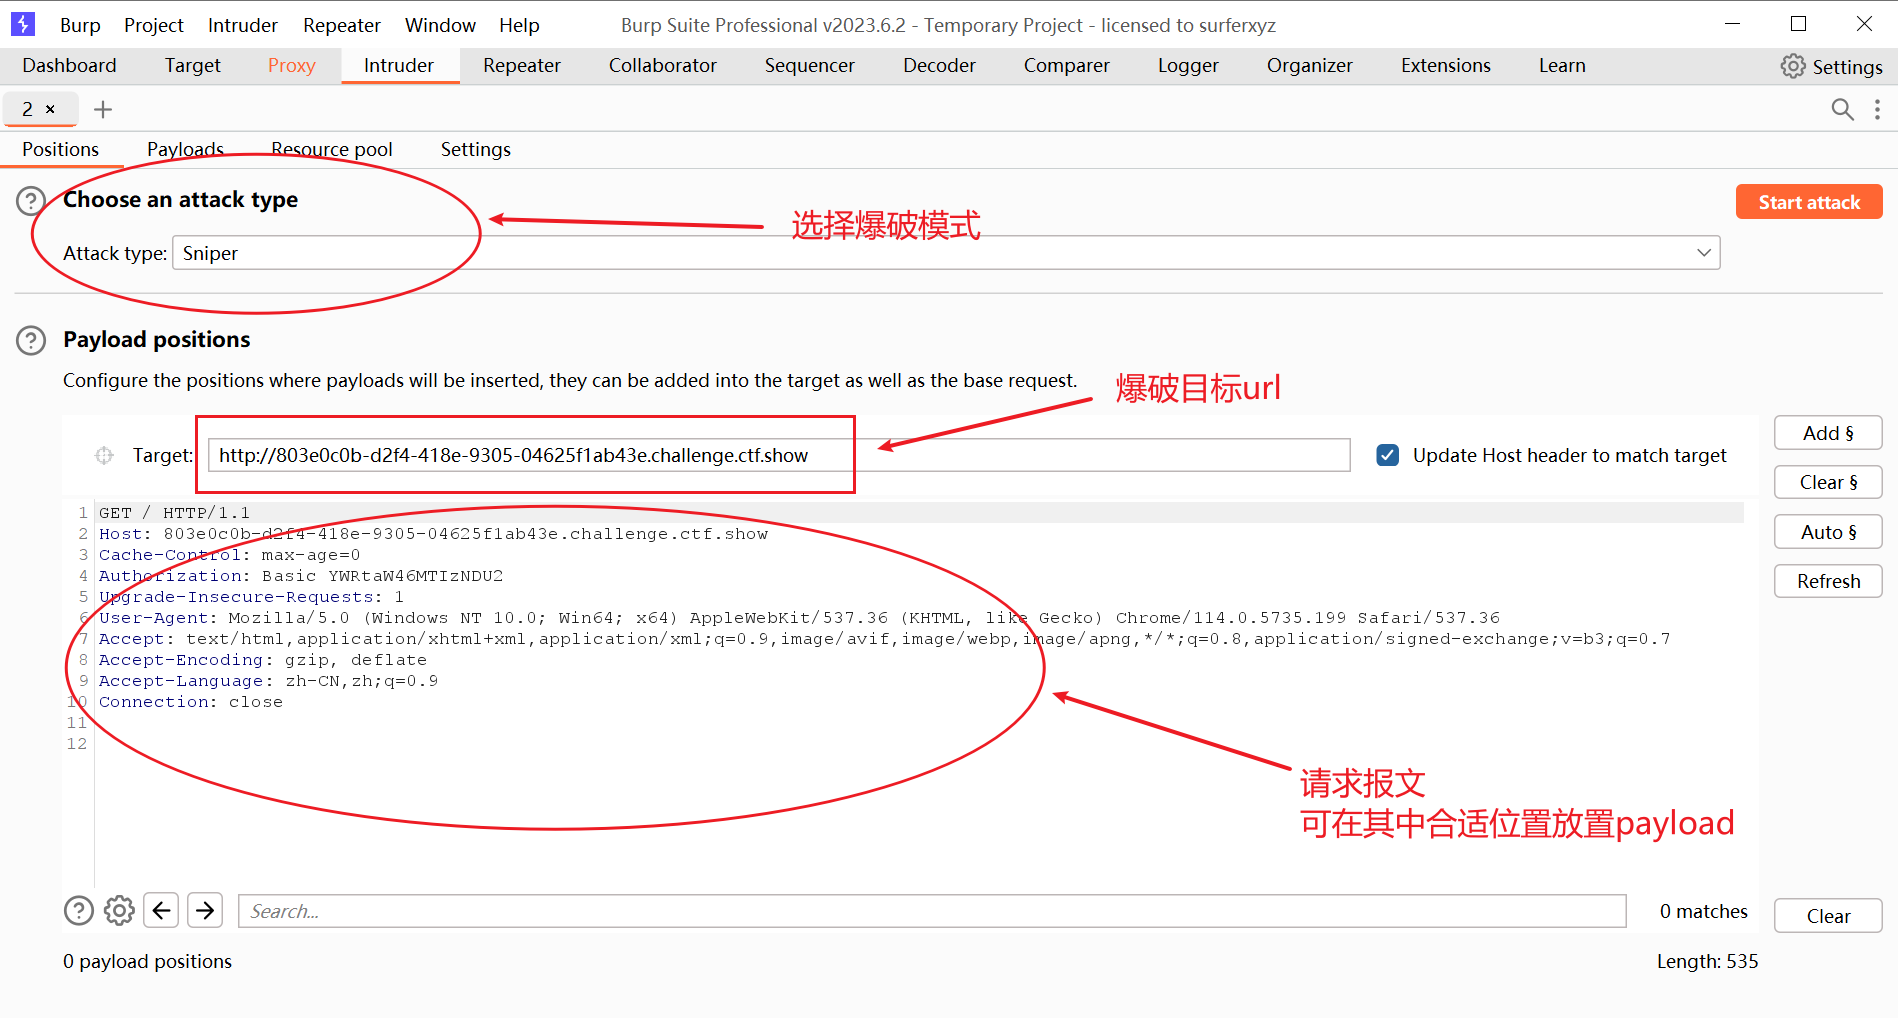 Burp Project Intruder Repeater Window Help Burp Suite Professional v2023.6.2 - Temporary Project - licensed to surferxyz
Dashboard Target Proxy Intruder Repeater Collaborator Sequencer Decoder Comparer Logger Organizer Extensions Learn Settings
2 × +
Positions Payloads Resource pool Settings
? Choose an attack type
Start attack
选择爆破模式
Attack type: Sniper
? Payload positions
Configure the positions where payloads will be inserted, they can be added into the target as well as the base request.
爆破目标url
Target: http://803e0c0b-d2f4-418e-9305-04625f1ab43e.challenge.ctf.show Update Host header to match target
Add §
Clear §
Auto §
Refresh
1 GET / HTTP/1.1
2 Host: 803e0c0b-d2f4-418e-9305-04625f1ab43e.challenge.ctf.show
3 Cache-Control: max-age=0
4 Authorization: Basic YWRtaW46MTIzNDU2
5 Upgrade-Insecure-Requests: 1
6 User-Agent: Mozilla/5.0 (Windows NT 10.0; Win64; x64) AppleWebKit/537.36 (KHTML, like Gecko) Chrome/114.0.5735.199 Safari/537.36
7 Accept: text/html,application/xhtml+xml,application/xml;q=0.9,image/avif,image/webp,image/apng,*/*;q=0.8,application/signed-exchange;v=b3;q=0.7
8 Accept-Encoding: gzip, deflate
9 Accept-Language: zh-CN,zh;q=0.9
10 Connection: close
11
12
请求报文
可在其中合适位置放置payload
? Search... 0 matches Clear
0 payload positions Length: 535